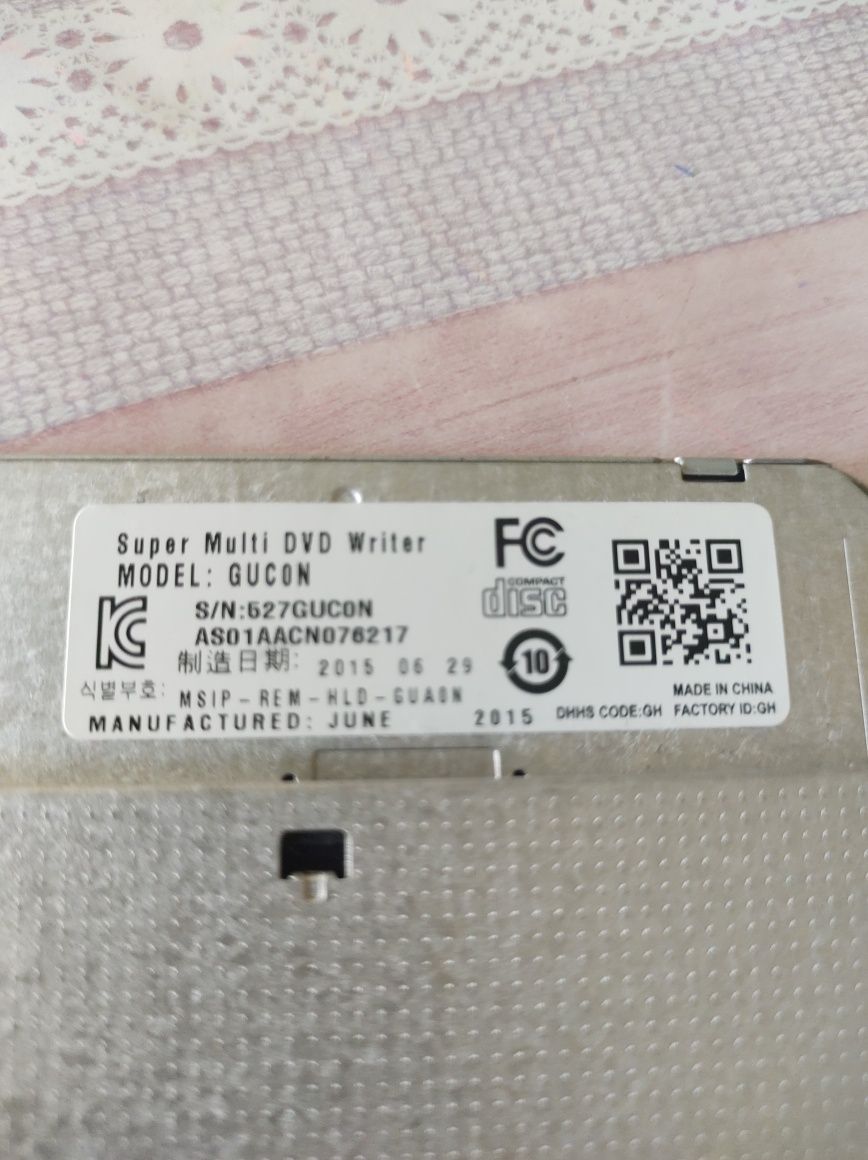 Super Multi DVD Writer
MODEL: GUC0N
S/N:527GUC0N
AS01AACN076217
制造日期: 2015 06 29
식별부호: MSIP-REM-HLD-GUA0N
MANUFACTURED: JUNE 2015
FC
COMPACT
disc
10
MADE IN CHINA
DHHS CODE:GH FACTORY ID:GH